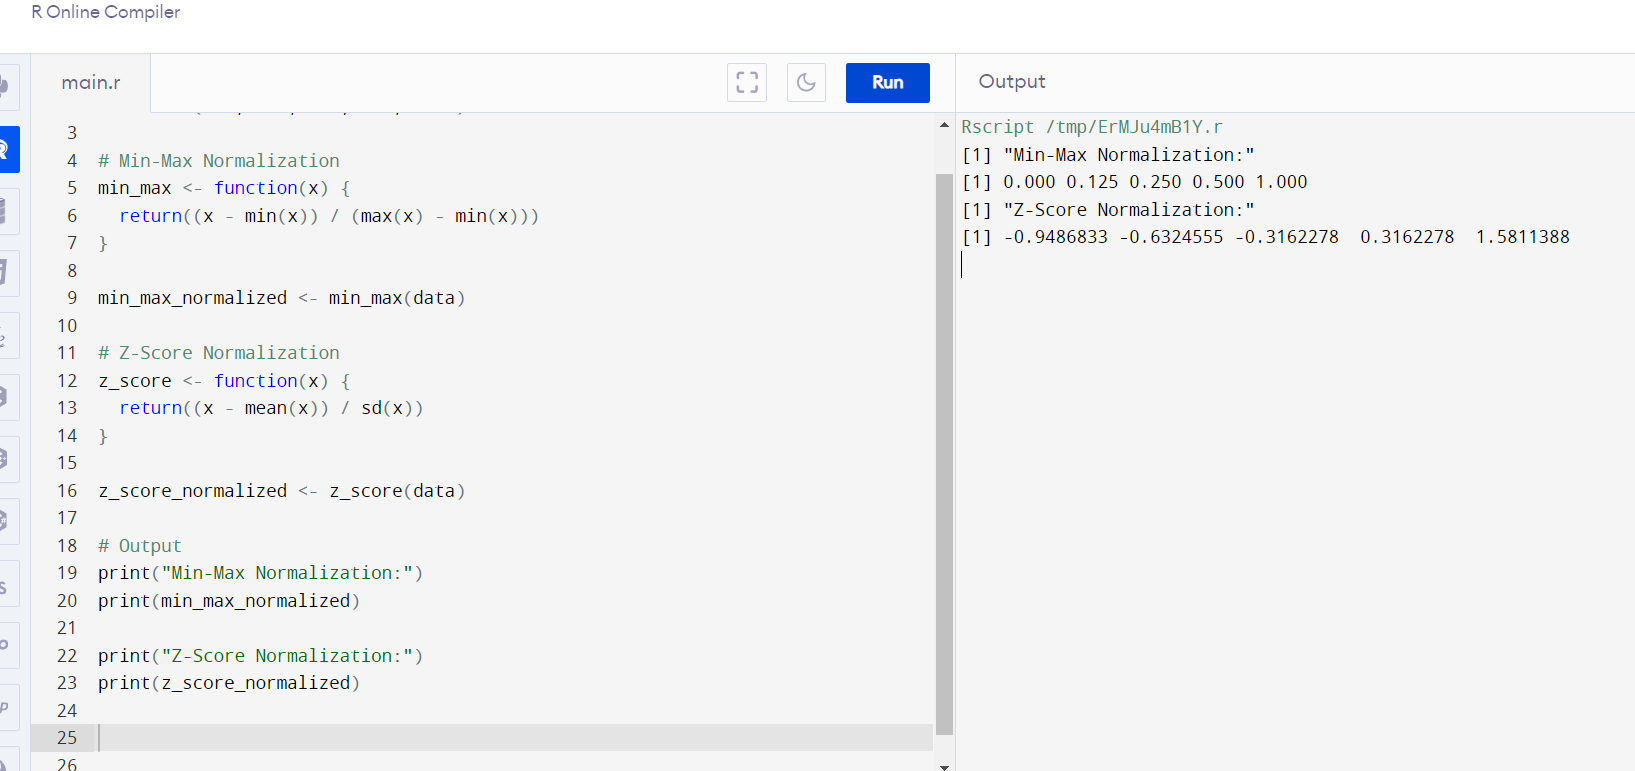 R Online Compiler
main.r
Run
3
4 # Min-Max Normalization
5 min_max <- function(x) {
6   return((x - min(x)) / (max(x) - min(x)))
7 }
8
9 min_max_normalized <- min_max(data)
10
11 # Z-Score Normalization
12 z_score <- function(x) {
13   return((x - mean(x)) / sd(x))
14 }
15
16 z_score_normalized <- z_score(data)
17
18 # Output
19 print("Min-Max Normalization:")
20 print(min_max_normalized)
21
22 print("Z-Score Normalization:")
23 print(z_score_normalized)
24
25
26
Output
Rscript /tmp/ErMJu4mB1Y.r
[1] "Min-Max Normalization:"
[1] 0.000 0.125 0.250 0.500 1.000
[1] "Z-Score Normalization:"
[1] -0.9486833 -0.6324555 -0.3162278  0.3162278  1.5811388